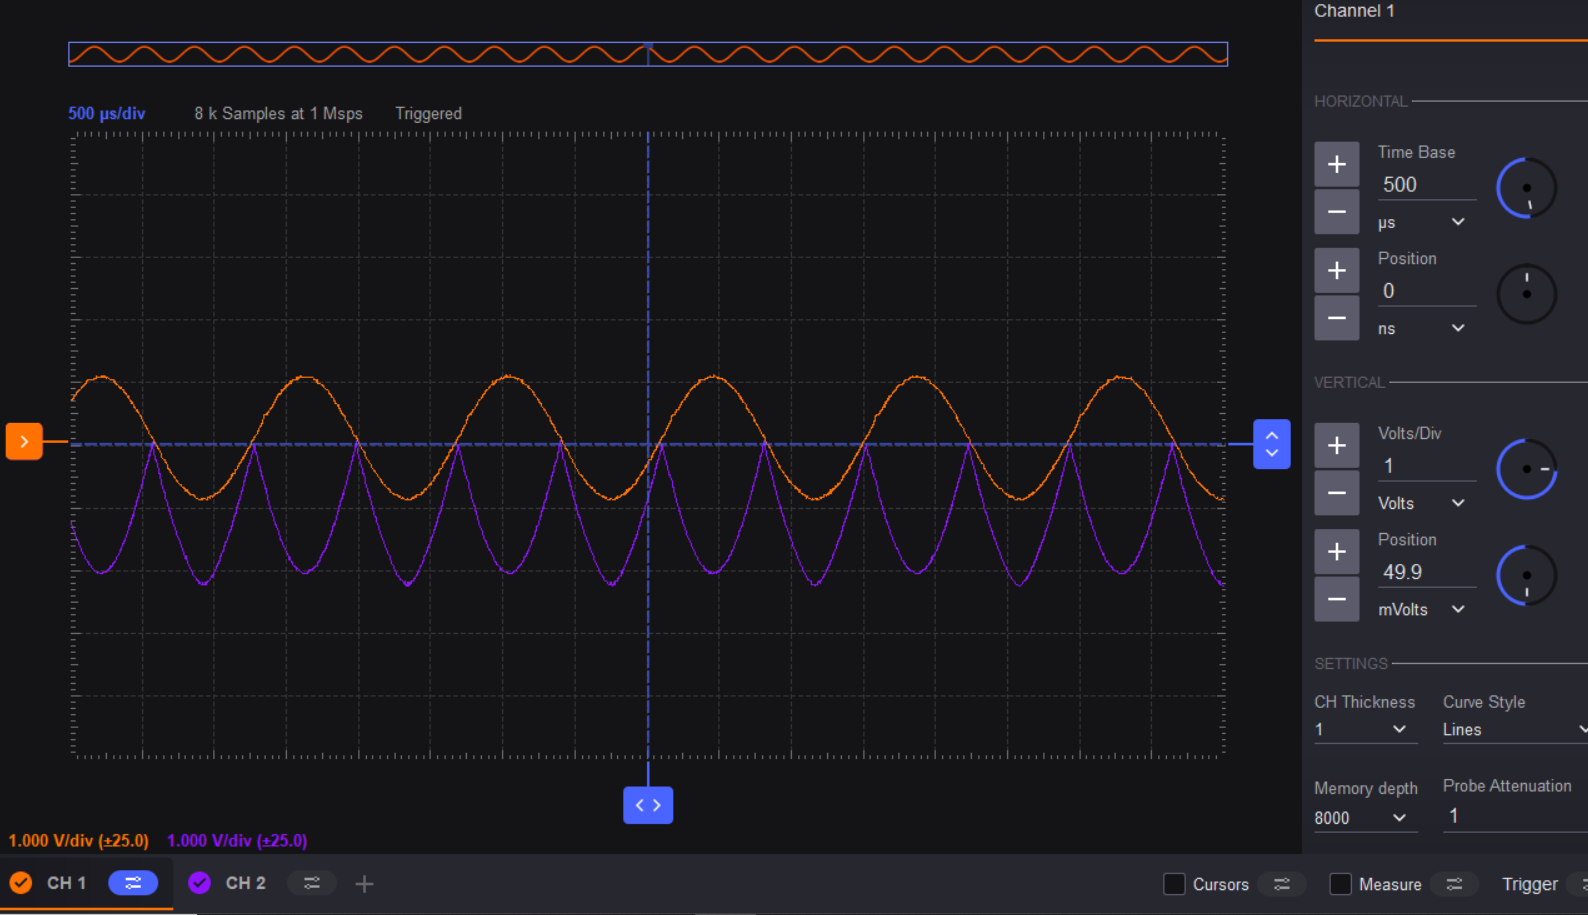 Channel 1
500 µs/div 8 k Samples at 1 Msps Triggered
HORIZONTAL
Time Base
500
µs
Position
0
ns
VERTICAL
Volts/Div
1
Volts
Position
49.9
mVolts
SETTINGS
CH Thickness Curve Style
1 Lines
Memory depth Probe Attenuation
8000 1
1.000 V/div (±25.0) 1.000 V/div (±25.0)
CH 1 CH 2 Cursors Measure Trigger